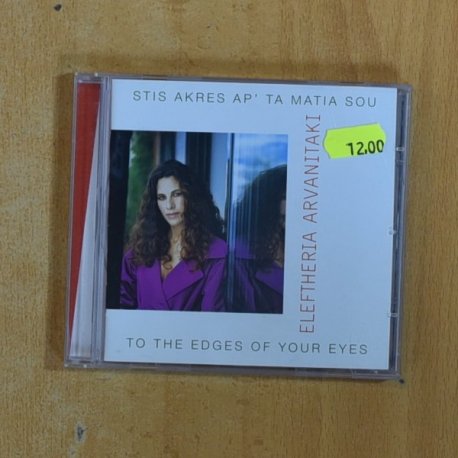 STIS AKRES AP' TA MATIA SOU
ELEFTHERIA ARVANITAKI
12.00
TO THE EDGES OF YOUR EYES